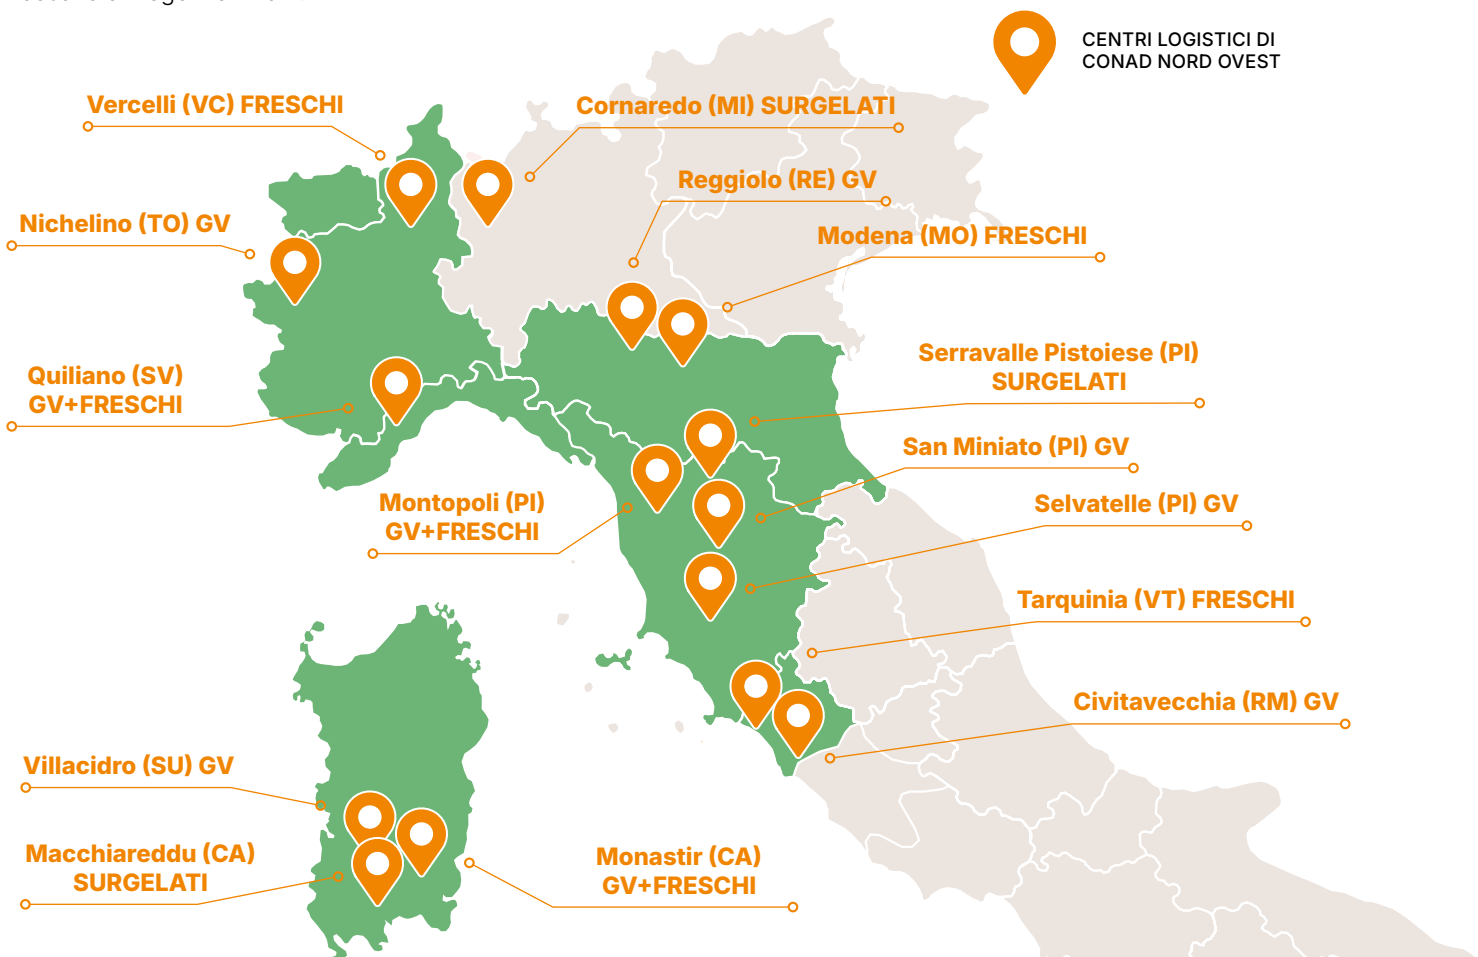 CENTRI LOGISTICI DI
CONAD NORD OVEST
Vercelli (VC) FRESCHI
Cornaredo (MI) SURGELATI
Reggiolo (RE) GV
Nichelino (TO) GV
Modena (MO) FRESCHI
Serravalle Pistoiese (PI)
SURGELATI
Quiliano (SV)
GV+FRESCHI
San Miniato (PI) GV
Montopoli (PI)
GV+FRESCHI
Selvatelle (PI) GV
Tarquinia (VT) FRESCHI
Civitavecchia (RM) GV
Villacidro (SU) GV
Macchiareddu (CA)
SURGELATI
Monastir (CA)
GV+FRESCHI